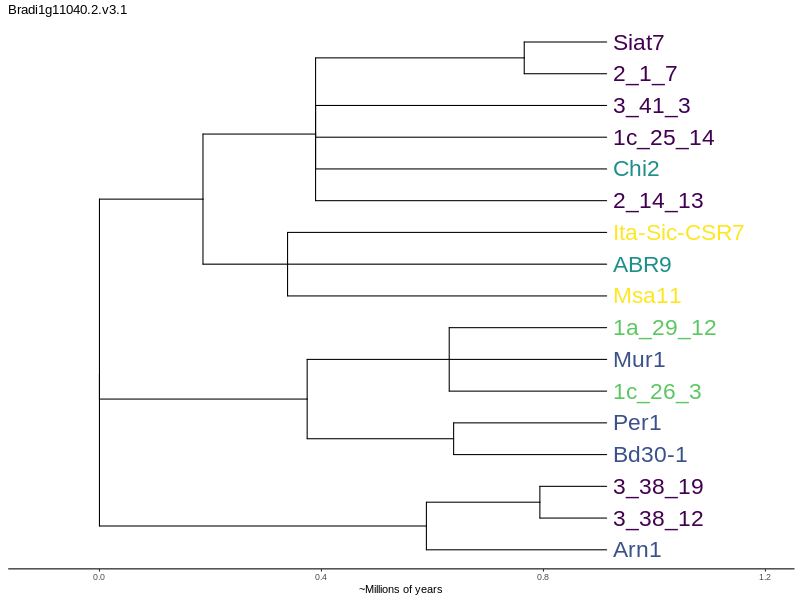 Bradi1g11040.2.v3.1
Siat7
2_1_7
3_41_3
1c_25_14
Chi2
2_14_13
Ita-Sic-CSR7
ABR9
Msa11
1a_29_12
Mur1
1c_26_3
Per1
Bd30-1
3_38_19
3_38_12
Arn1
0.0 0.4 0.8 1.2
~Millions of years